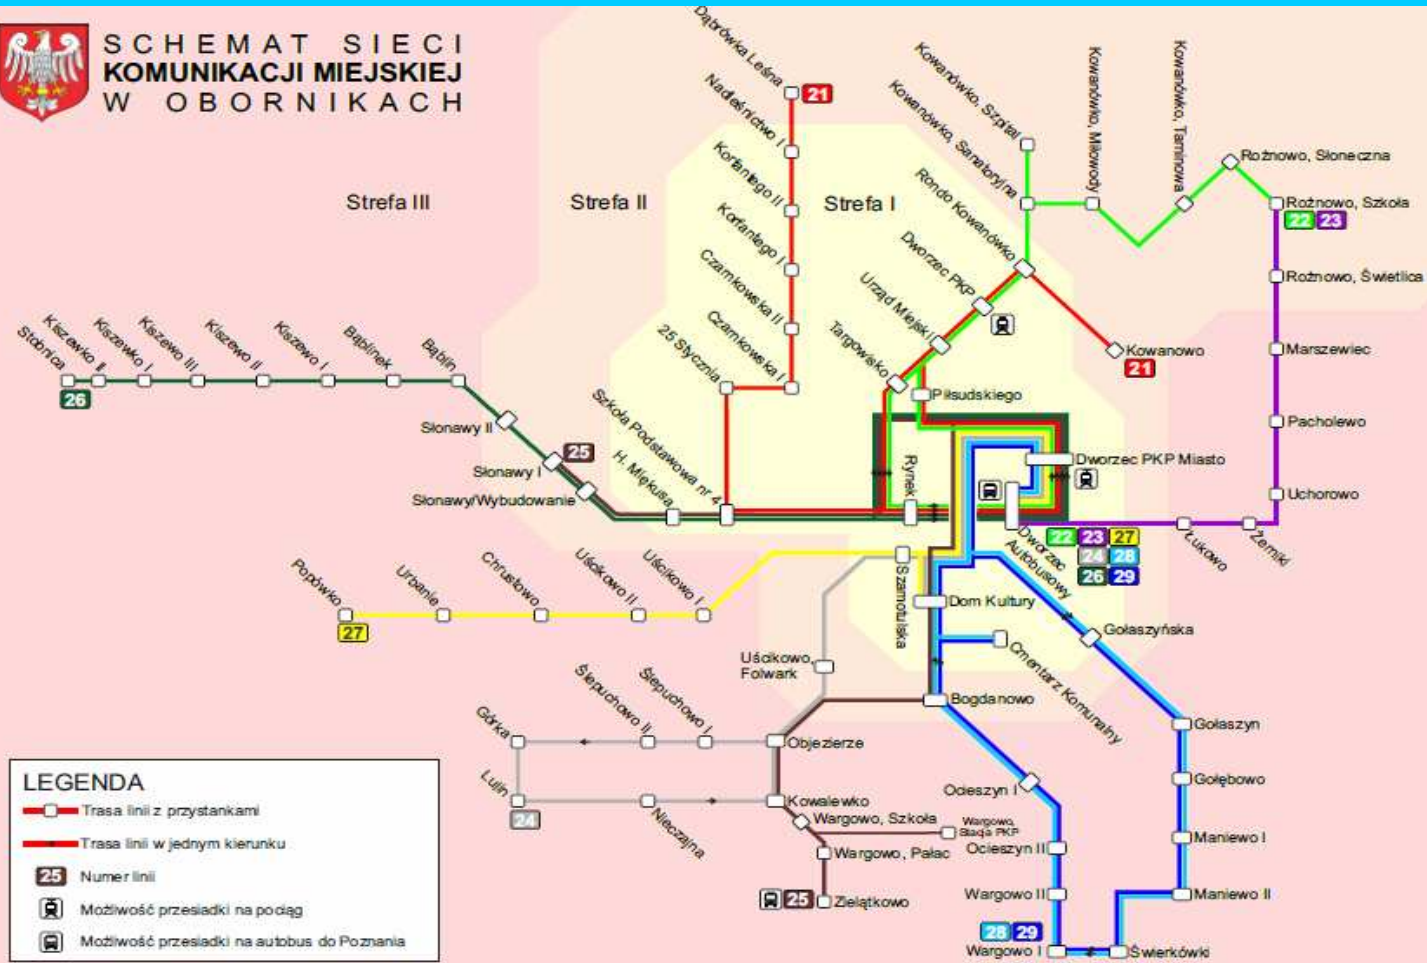 SCHEMAT SIECI
KOMUNIKACJI MIEJSKIEJ
W OBORNIKACH
Strefa III
Strefa II
Strefa I
Dąbrówka Leśna
21
Nadleśnictwo I
Korfantego II
Korfantego I
Czarnkowska II
Czarnkowska I
25 Stycznia
Szkoła Podstawowa nr 4
H. Mlękusa
Kowanówko, Szpital
Kowanówko, Sanatoryjna
Kowanówko, Miłowody
Kowanówko, Taminowa
Rożnowo, Słoneczna
Rożnowo, Szkoła
22 23
Rożnowo, Świetlica
Marszewiec
Pacholewo
Uchorowo
Żerniki
Łukowo
Rondo Kowanówko
Dworzec PKP
Urząd Miejski
Targowisko
Kowanowo
21
Piłsudskiego
Dworzec PKP Miasto
Rynek
Dworzec
Autobusowy
22 23 27
24 28
26 29
Stobnica
26
Kiszewko II
Kiszewko I
Kiszewo III
Kiszewo II
Kiszewo I
Bąblinek
Bąblin
Słonawy II
Słonawy I
25
Słonawy/Wybudowanie
Popówko
27
Urbanie
Chrustowo
Uścikowo II
Uścikowo I
Szamotulska
Dom Kultury
Gołaszyńska
Cmentarz Komunalny
Uścikowo,
Folwark
Bogdanowo
Ślepuchowo II
Ślepuchowo I
Górka
Objezierze
Lulin
24
Nieczajna
Kowalewko
Wargowo, Szkoła
Wargowo,
Stacja PKP
Wargowo, Pałac
25
Zielątkowo
Ocieszyn I
Ocieszyn II
Wargowo II
28 29
Wargowo I
Świerkówki
Gołaszyn
Gołębowo
Maniewo I
Maniewo II
LEGENDA
Trasa linii z przystankami
Trasa linii w jednym kierunku
25 Numer linii
Możliwość przesiadki na pociąg
Możliwość przesiadki na autobus do Poznania